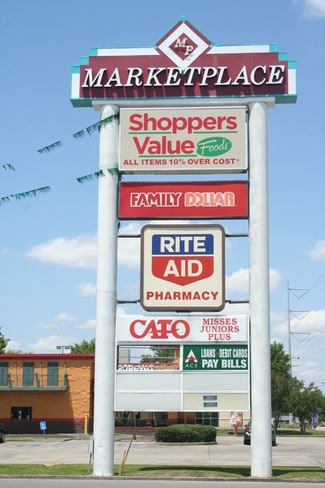 MP
MARKETPLACE
Shoppers
Value Foods
ALL ITEMS 10% OVER COST*
FAMILY DOLLAR
RITE
AID
PHARMACY
CATO MISSES
JUNIORS
PLUS
ACE LOANS DEBIT CARDS
PAY BILLS